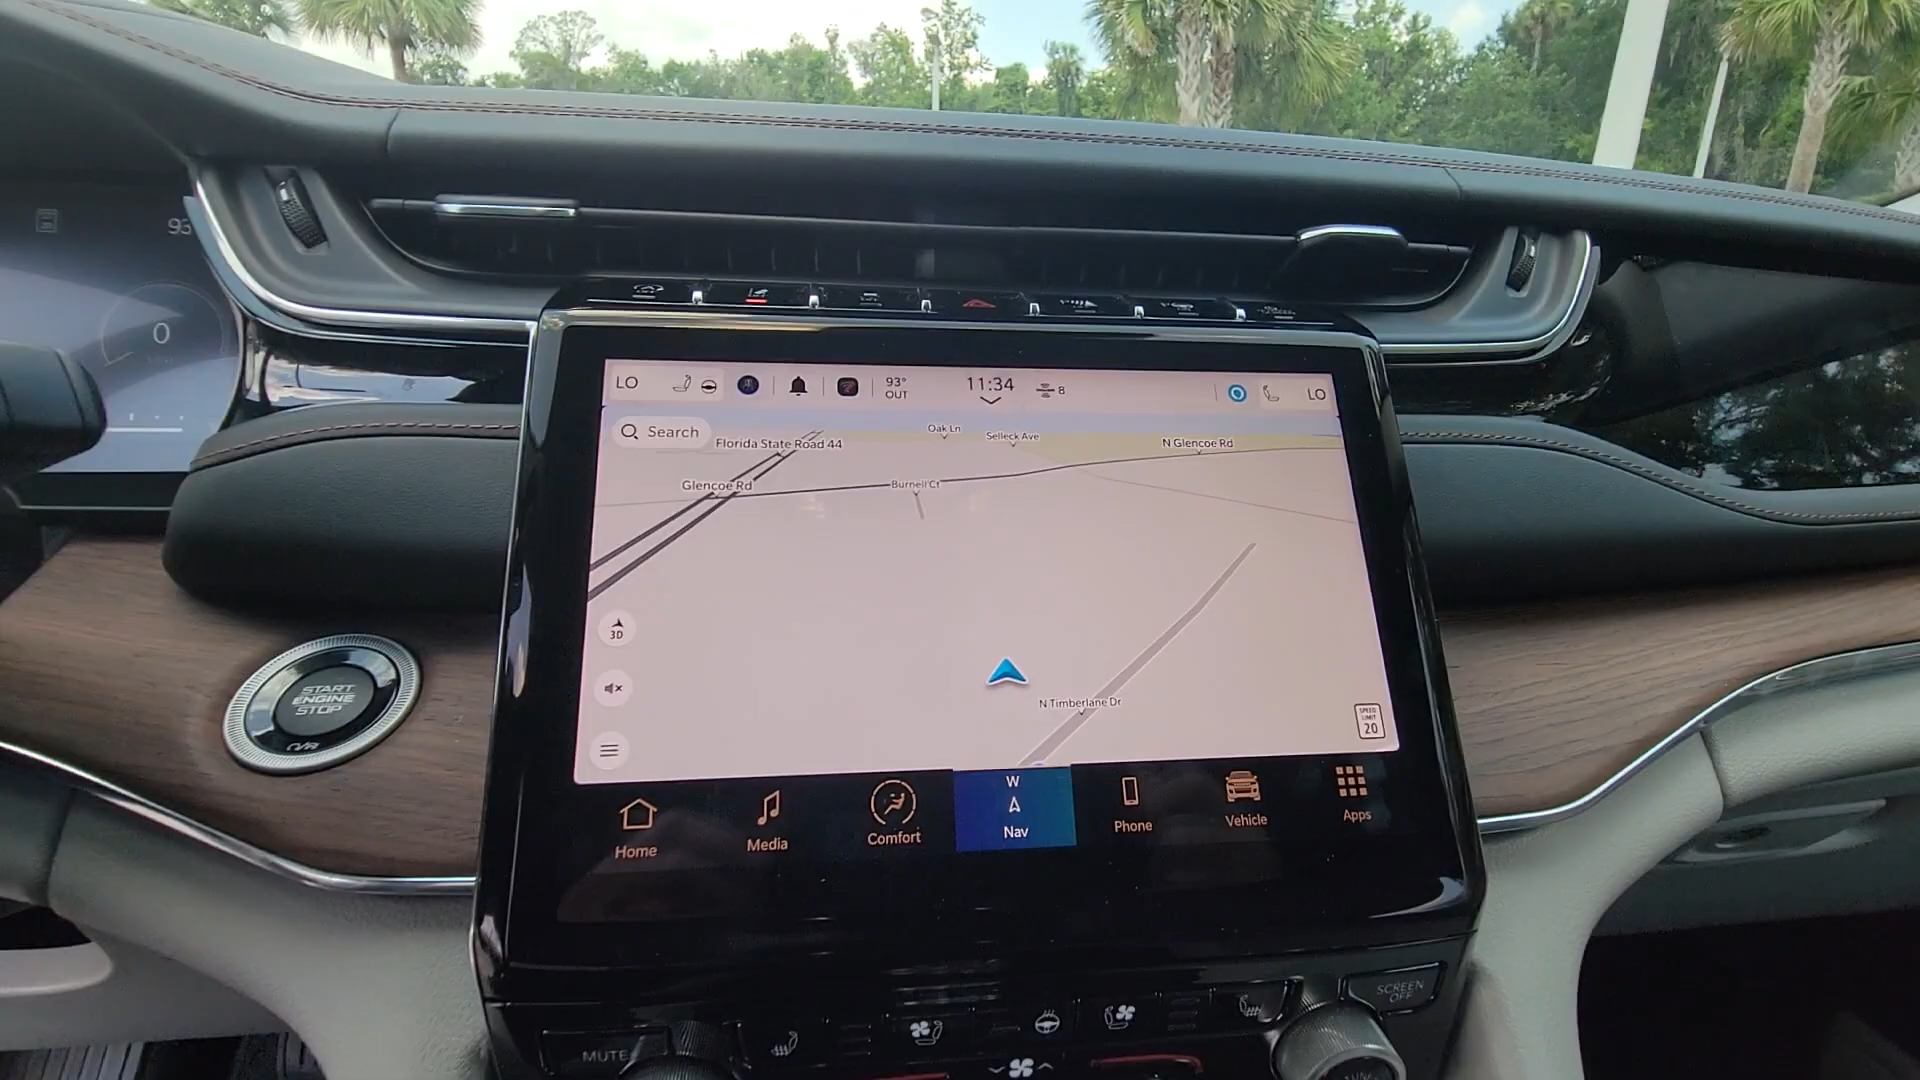 93
0
LO
93°
OUT
11:34
8
LO
Search
Florida State Road 44
Oak Ln
Selleck Ave
N Glencoe Rd
Glencoe Rd
Burnell Ct
3D
N Timberlane Dr
SPEED
LIMIT
20
START
ENGINE
STOP
Home
Media
Comfort
W
Nav
Phone
Vehicle
Apps
SCREEN
OFF
MUTE